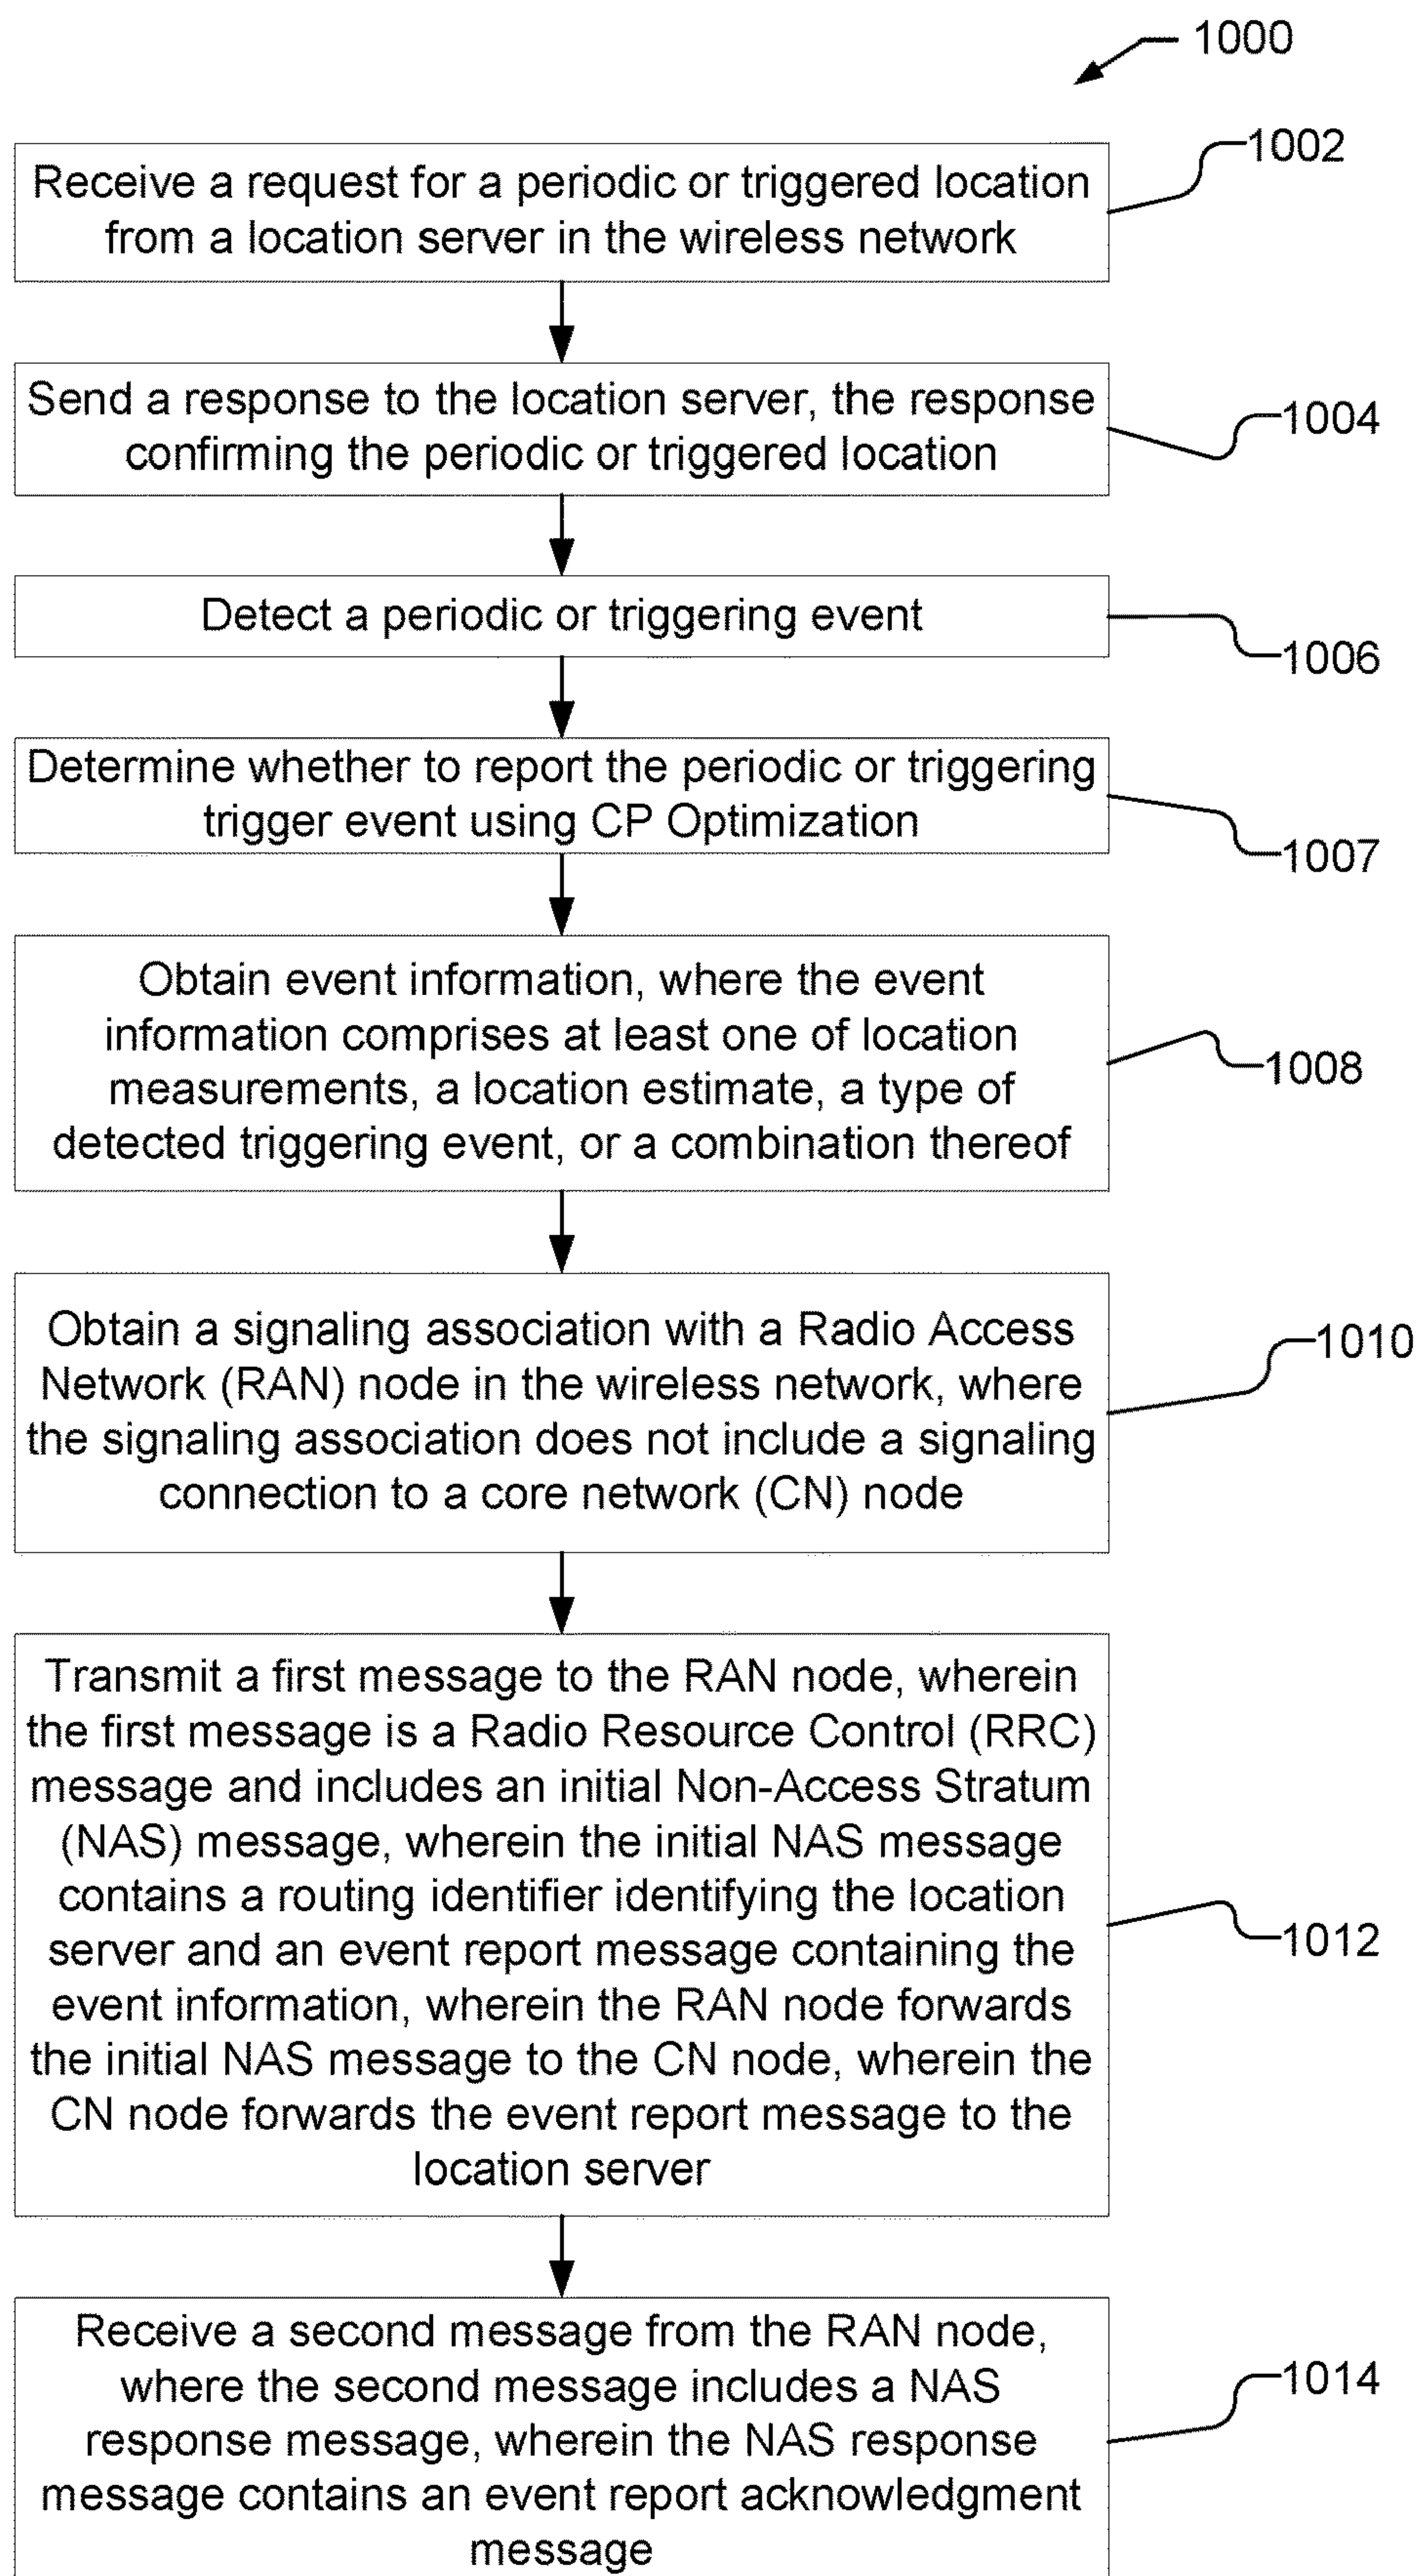 1000
1002
Receive a request for a periodic or triggered location
from a location server in the wireless network
Send a response to the location server, the response
confirming the periodic or triggered location
1004
Detect a periodic or triggering event
1006
Determine whether to report the periodic or triggering
trigger event using CP Optimization
1007
Obtain event information, where the event
information comprises at least one of location
measurements, a location estimate, a type of
detected triggering event, or a combination thereof
1008
Obtain a signaling association with a Radio Access
Network (RAN) node in the wireless network, where
the signaling association does not include a signaling
connection to a core network (CN) node
1010
Transmit a first message to the RAN node, wherein
the first message is a Radio Resource Control (RRC)
message and includes an initial Non-Access Stratum
(NAS) message, wherein the initial NAS message
contains a routing identifier identifying the location
server and an event report message containing the
event information, wherein the RAN node forwards
the initial NAS message to the CN node, wherein the
CN node forwards the event report message to the
location server
1012
Receive a second message from the RAN node,
where the second message includes a NAS
response message, wherein the NAS response
message contains an event report acknowledgment
message
1014